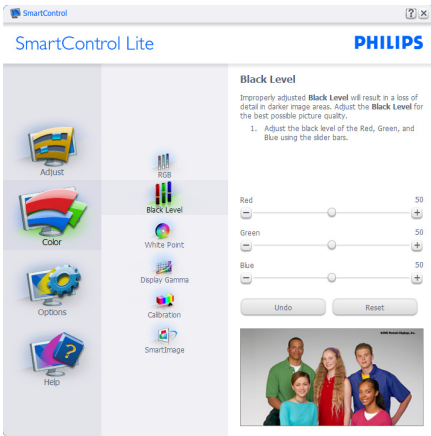 SmartControl
?
SmartControl Lite
PHILIPS
Adjust
Color
Options
Help
RGB
Black Level
White Point
Display Gamma
Calibration
SmartImage
Black Level
Improperly adjusted Black Level will result in a loss of
detail in darker image areas. Adjust the Black Level for
the best possible picture quality.
1. Adjust the black level of the Red, Green, and
Blue using the slider bars.
Red 50
Green 50
Blue 50
Undo Reset